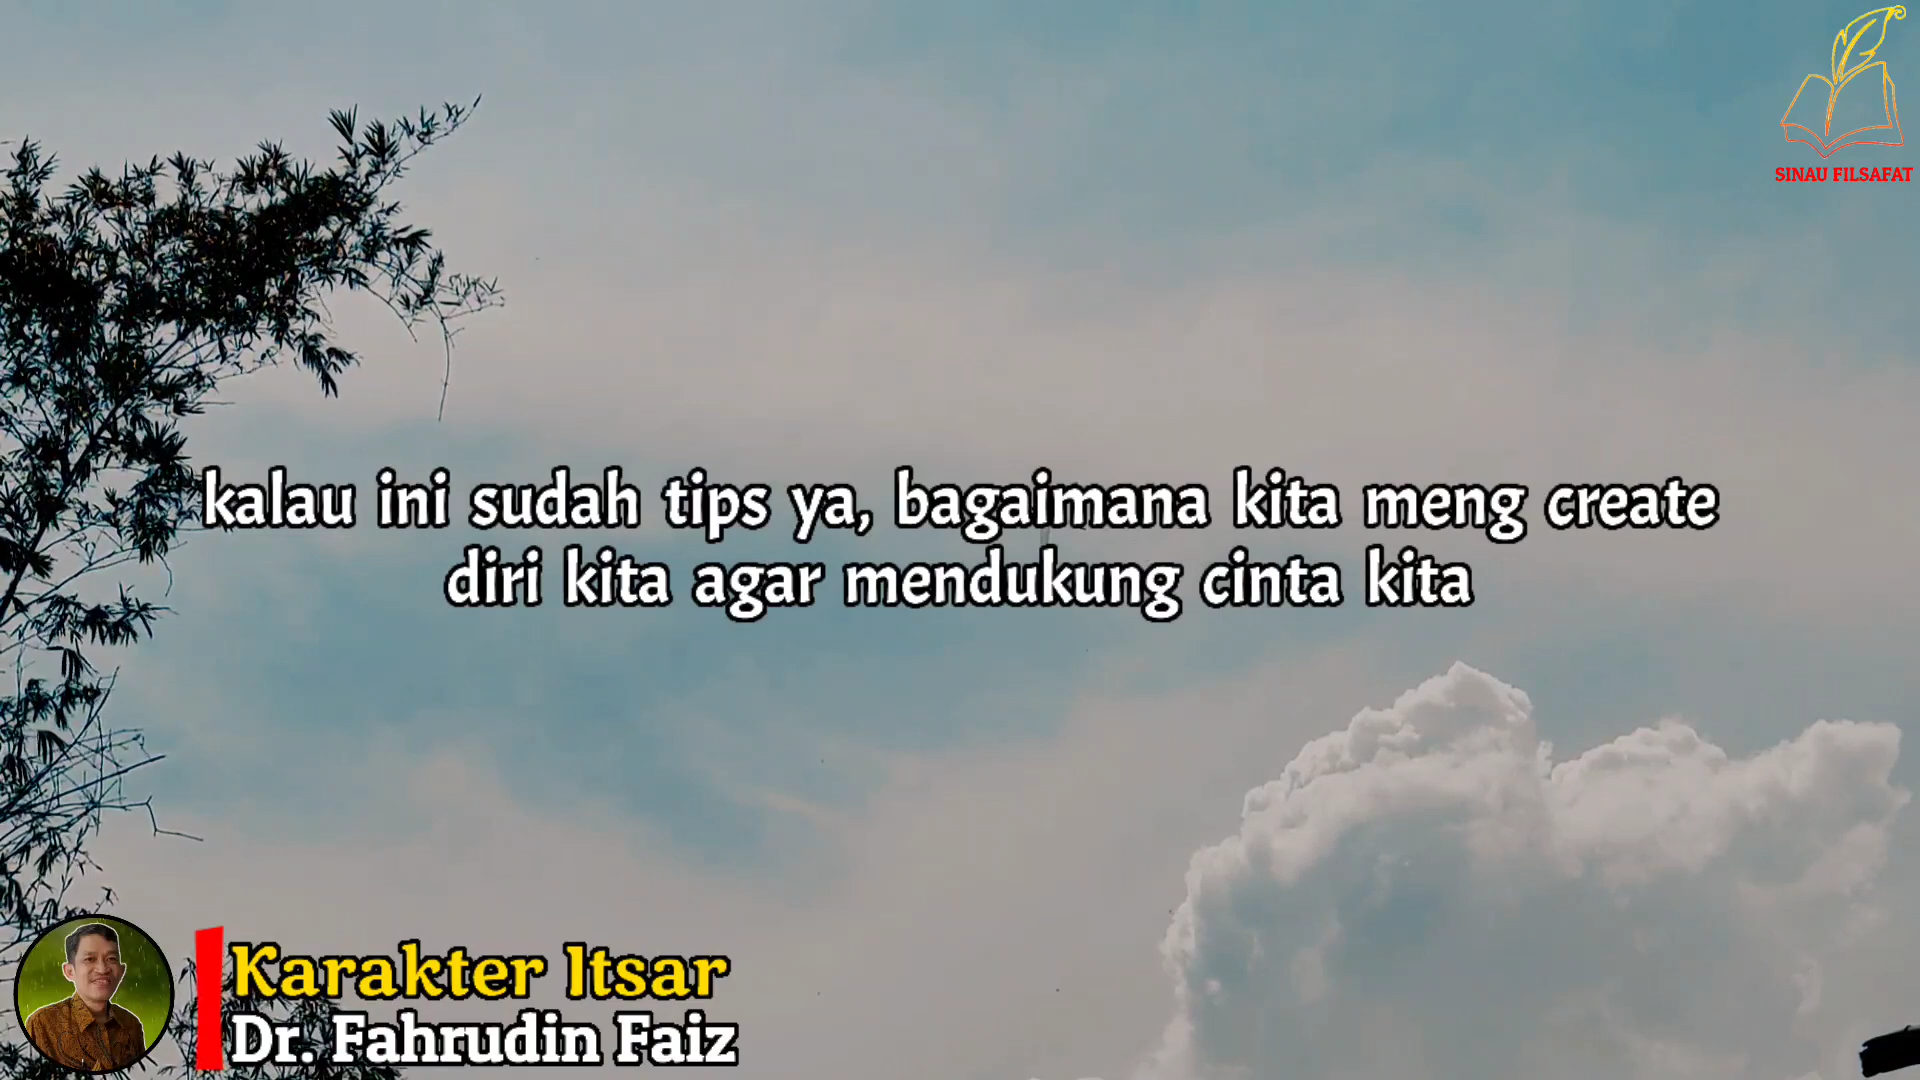 SINAU FILSAFAT
kalau ini sudah tips ya, bagaimana kita meng create
diri kita agar mendukung cinta kita
Karakter Itsar
Dr. Fahrudin Faiz